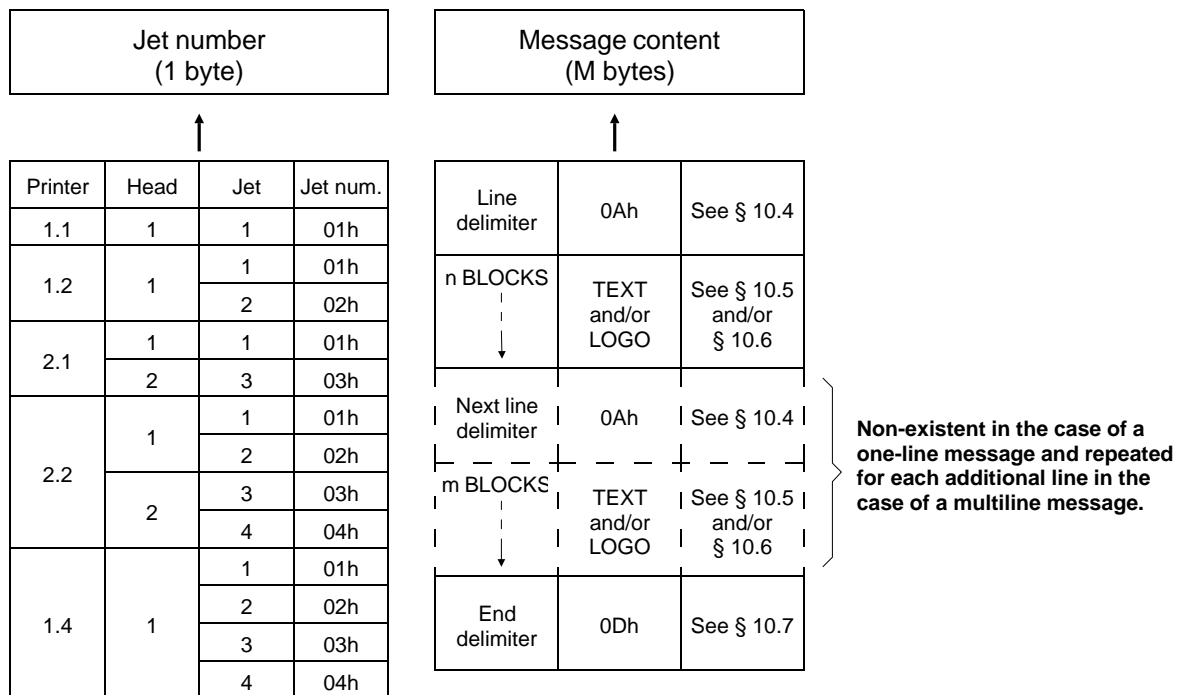 Jet number
(1 byte)
Message content
(M bytes)
Printer Head Jet Jet num.
1.1 1 1 01h
1.2 1 1 01h
2 02h
2.1 1 1 01h
2 3 03h
2.2 1 1 01h
2 02h
2 3 03h
4 04h
1.4 1 1 01h
2 02h
3 03h
4 04h
Line
delimiter
0Ah
See § 10.4
n BLOCKS
TEXT
and/or
LOGO
See § 10.5
and/or
§ 10.6
Next line
delimiter
0Ah
See § 10.4
m BLOCKS
TEXT
and/or
LOGO
See § 10.5
and/or
§ 10.6
End
delimiter
0Dh
See § 10.7
Non-existent in the case of a
one-line message and repeated
for each additional line in the
case of a multiline message.